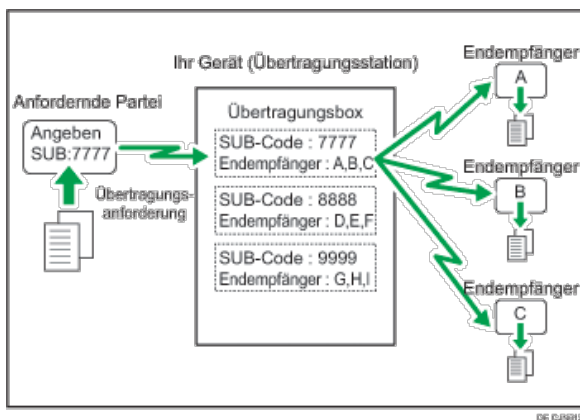 Ihr Gerät (Übertragungsstation)
Anfordernde Partei
Angeben
SUB:7777
Übertragungs-
anforderung
Übertragungsbox
SUB-Code : 7777
Endempfänger : A,B,C
SUB-Code : 8888
Endempfänger : D,E,F
SUB-Code : 9999
Endempfänger : G,H,I
Endempfänger
A
Endempfänger
B
Endempfänger
C